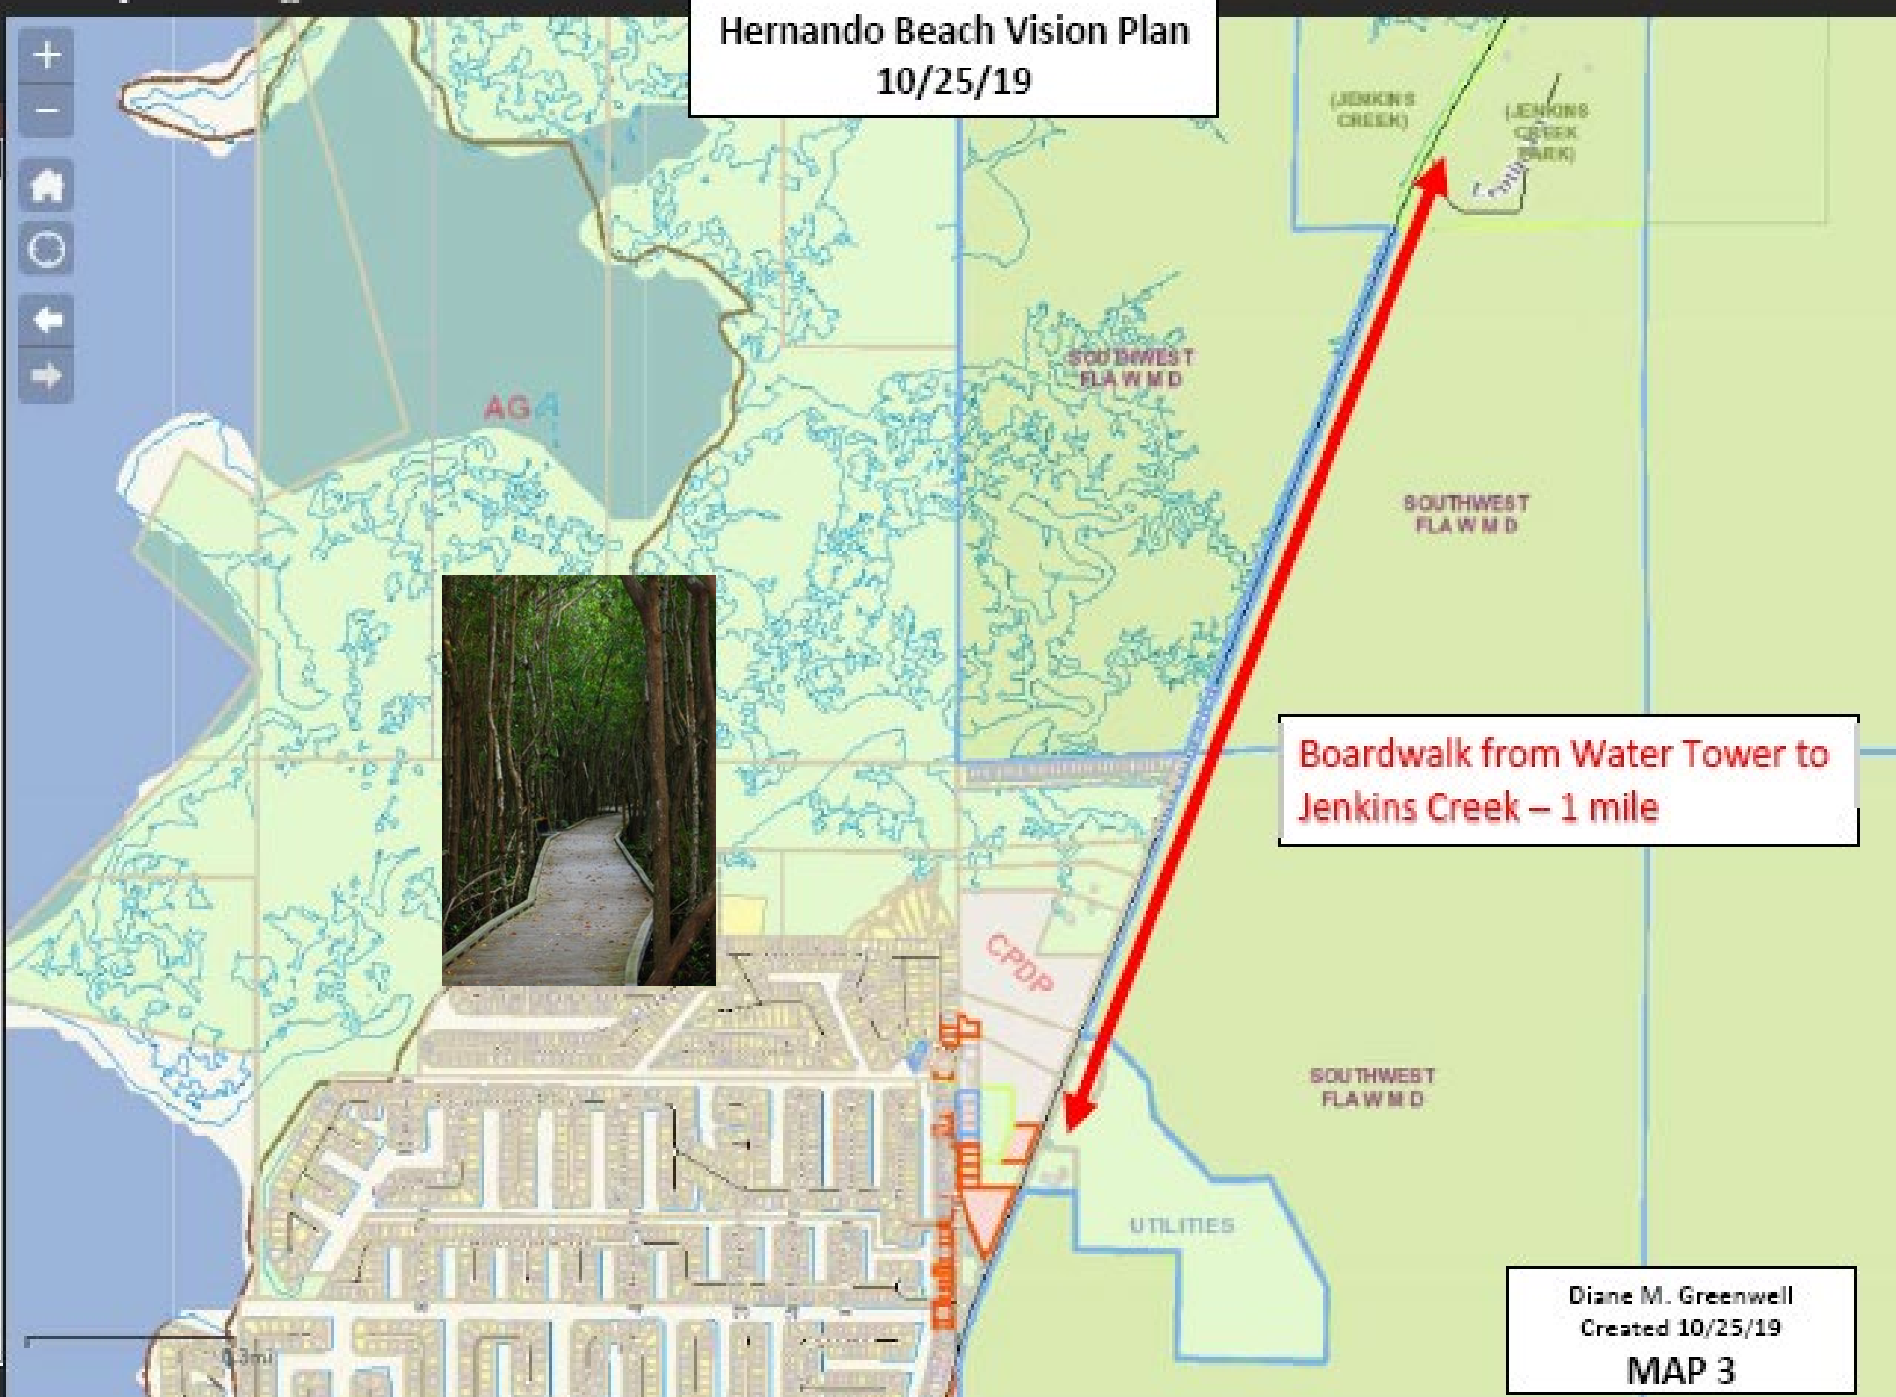 Hernando Beach Vision Plan
10/25/19
(JENKINS
CREEK)
(JENKINS
CREEK
PARK)
SOUTHWEST
FLA W M D
AG
SOUTHWEST
FLA W M D
Boardwalk from Water Tower to
Jenkins Creek – 1 mile
CPDP
SOUTHWEST
FLA W M D
UTILITIES
Diane M. Greenwell
Created 10/25/19
MAP 3
0.3mi